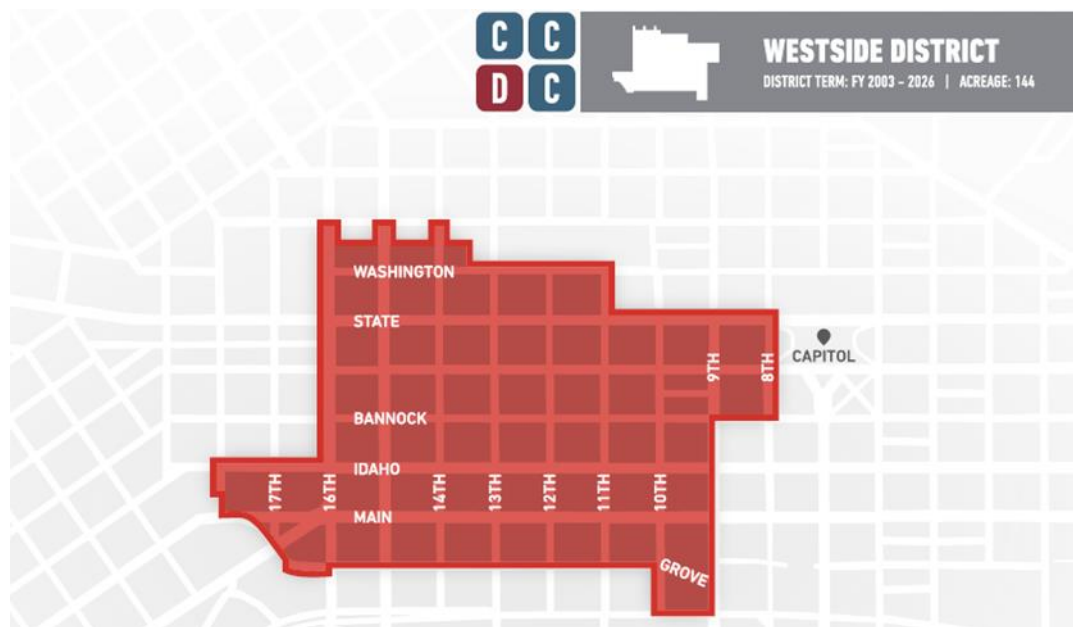 C C
D C
WESTSIDE DISTRICT
DISTRICT TERM: FY 2003 – 2026 | ACREAGE: 144
WASHINGTON
STATE
CAPITOL
9TH
8TH
BANNOCK
IDAHO
17TH
16TH
14TH
13TH
12TH
11TH
10TH
MAIN
GROVE